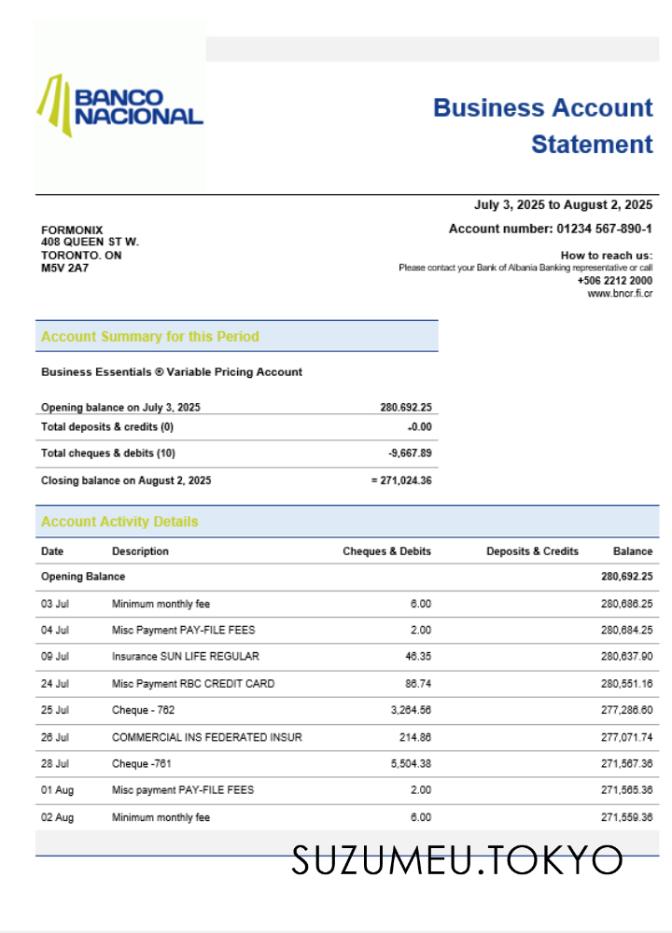 BANCO
NACIONAL
Business Account
Statement
July 3, 2025 to August 2, 2025
Account number: 01234 567-890-1
FORMONIX
408 QUEEN ST W.
TORONTO. ON
M5V 2A7
How to reach us:
Please contact your Bank of Albania Banking representative or call
+506 2212 2000
www.bncr.fi.cr
Account Summary for this Period
Business Essentials ® Variable Pricing Account
Opening balance on July 3, 2025 280.692.25
Total deposits & credits (0) -0.00
Total cheques & debits (10) -9,667.89
Closing balance on August 2, 2025 = 271,024.36
Account Activity Details
Date Description Cheques & Debits Deposits & Credits Balance
Opening Balance 280,692.25
03 Jul Minimum monthly fee 6.00 280,686.25
04 Jul Misc Payment PAY-FILE FEES 2.00 280,684.25
09 Jul Insurance SUN LIFE REGULAR 46.35 280,637.90
24 Jul Misc Payment RBC CREDIT CARD 86.74 280,551.16
25 Jul Cheque - 762 3,264.56 277,286.60
26 Jul COMMERCIAL INS FEDERATED INSUR 214.86 277,071.74
28 Jul Cheque -761 5,504.38 271,567.36
01 Aug Misc payment PAY-FILE FEES 2.00 271,565.36
02 Aug Minimum monthly fee 6.00 271,559.36
SUZUMEU.TOKYO